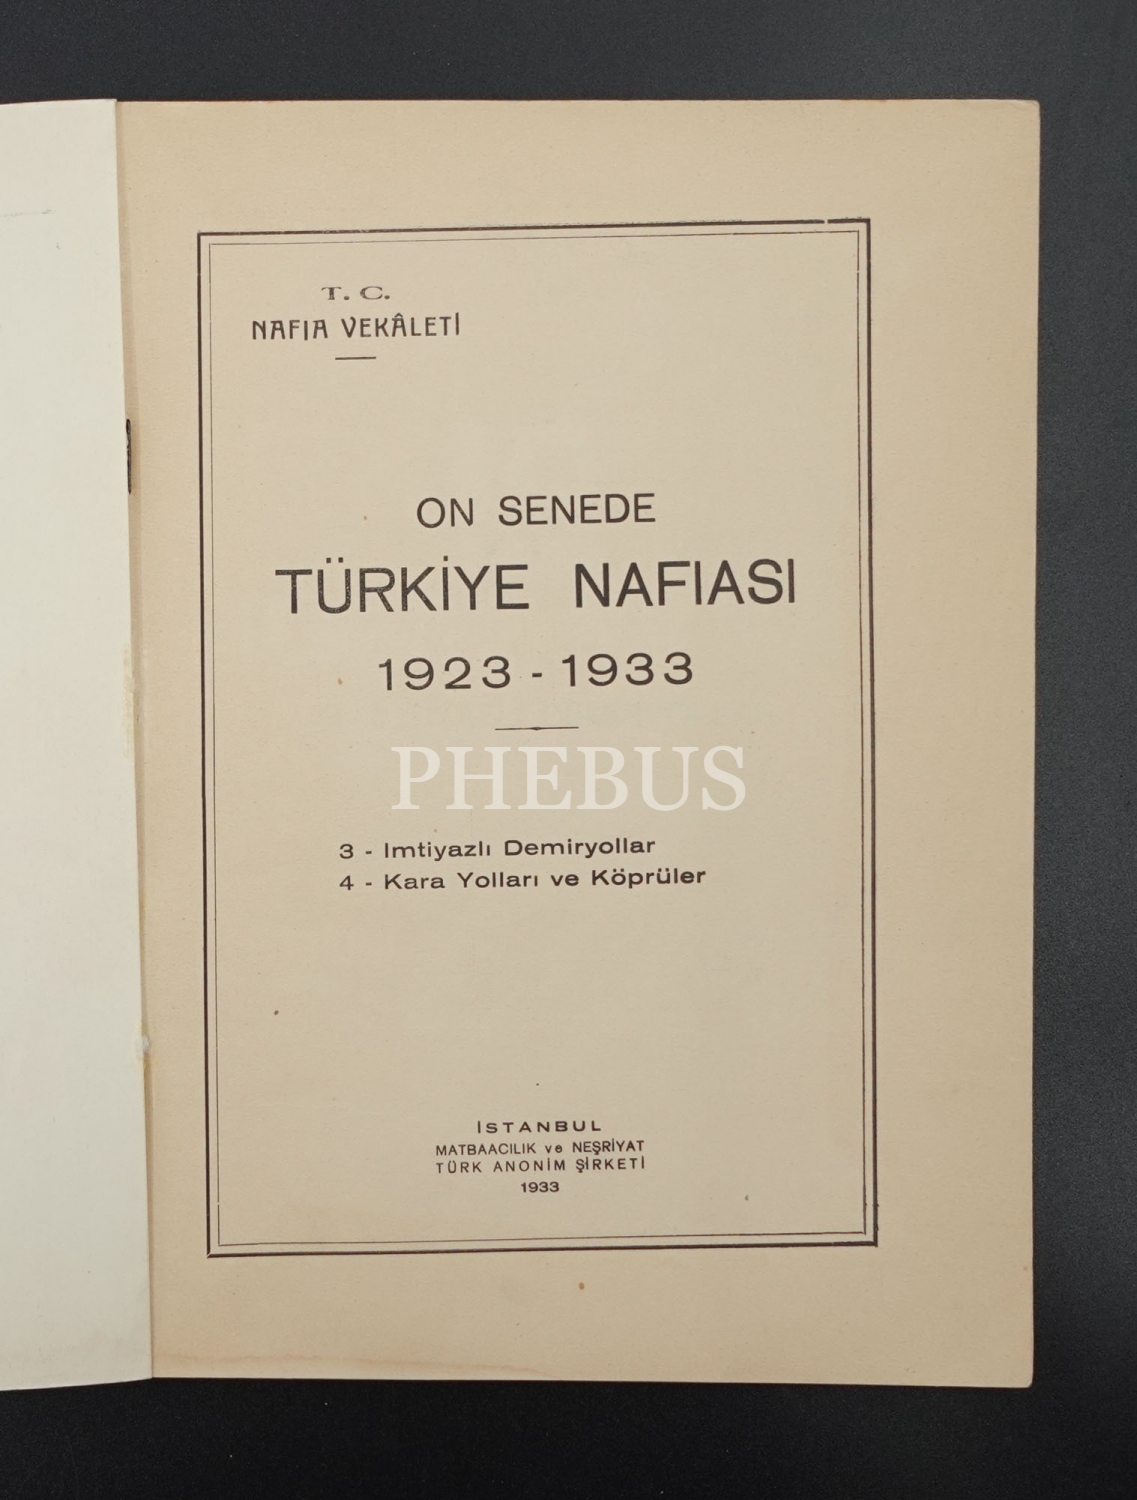 T. C.
NAFIA VEKÂLETİ
ON SENEDE
TÜRKİYE NAFIASI
1923 - 1933
PHEBUS
3 - Imtiyazlı Demiryollar
4 - Kara Yolları ve Köprüler
İSTANBUL
MATBAACILIK ve NEŞRİYAT
TÜRK ANONİM ŞİRKETİ
1933